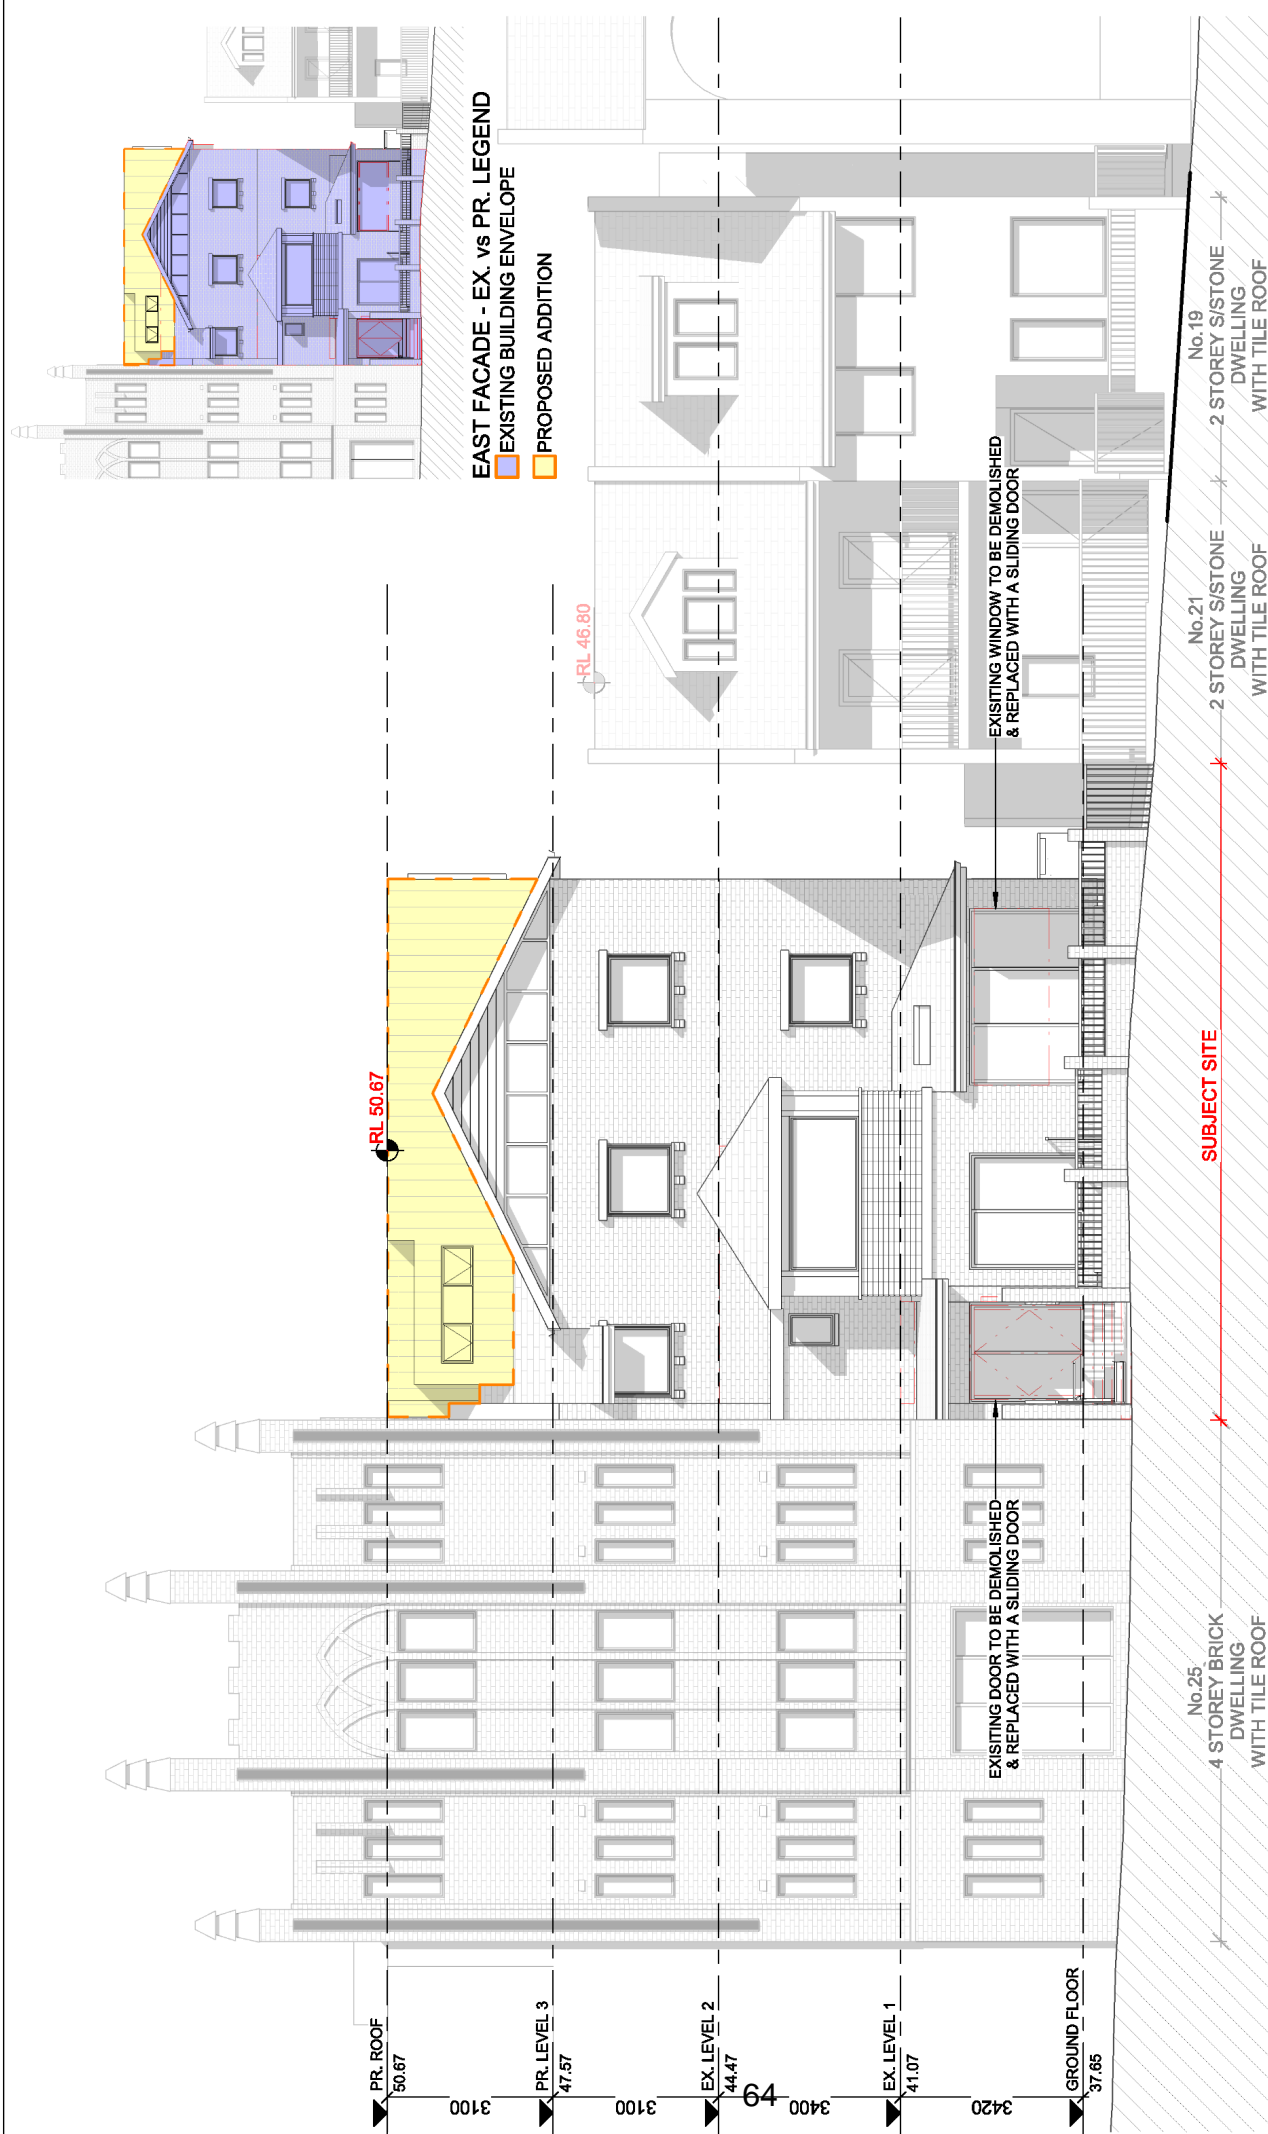 EAST FACADE - EX. vs PR. LEGEND
EXISTING BUILDING ENVELOPE
PROPOSED ADDITION
RL 50.67
RL 46.80
PR. ROOF
50.67
3100
PR. LEVEL 3
47.57
3100
EX. LEVEL 2
44.47
3400
EX. LEVEL 1
41.07
3420
GROUND FLOOR
37.65
EXISITING DOOR TO BE DEMOLISHED
& REPLACED WITH A SLIDING DOOR
EXISITING WINDOW TO BE DEMOLISHED
& REPLACED WITH A SLIDING DOOR
No.25
4 STOREY BRICK
DWELLING
WITH TILE ROOF
SUBJECT SITE
No.21
2 STOREY S/STONE
DWELLING
WITH TILE ROOF
No.19
2 STOREY S/STONE
DWELLING
WITH TILE ROOF
64